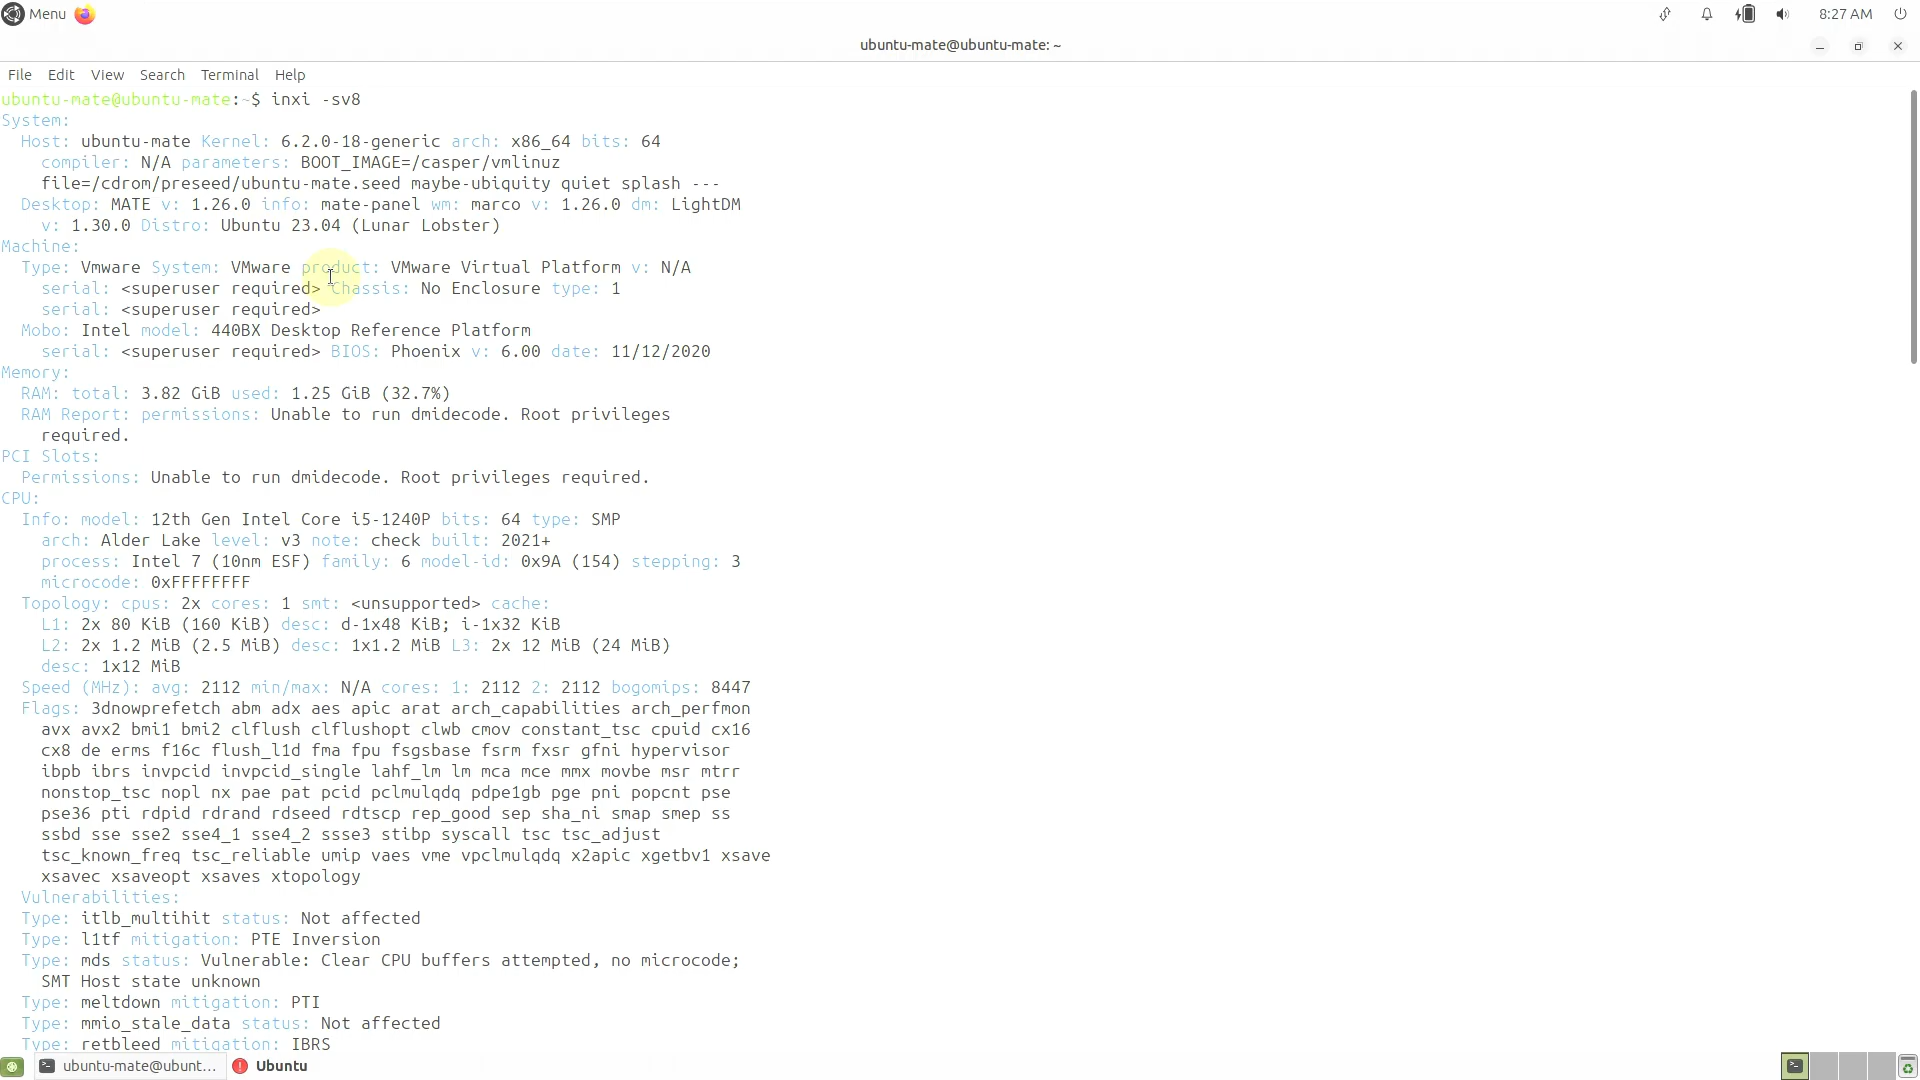 Menu
8:27 AM
ubuntu-mate@ubuntu-mate: ~
File Edit View Search Terminal Help
ubuntu-mate@ubuntu-mate:~$ inxi -sv8
System:
Host: ubuntu-mate Kernel: 6.2.0-18-generic arch: x86_64 bits: 64
compiler: N/A parameters: BOOT_IMAGE=/casper/vmlinuz
file=/cdrom/preseed/ubuntu-mate.seed maybe-ubiquity quiet splash ---
Desktop: MATE v: 1.26.0 info: mate-panel wm: marco v: 1.26.0 dm: LightDM
v: 1.30.0 Distro: Ubuntu 23.04 (Lunar Lobster)
Machine:
Type: Vmware System: VMware product: VMware Virtual Platform v: N/A
serial: <superuser required> Chassis: No Enclosure type: 1
serial: <superuser required>
Mobo: Intel model: 440BX Desktop Reference Platform
serial: <superuser required> BIOS: Phoenix v: 6.00 date: 11/12/2020
Memory:
RAM: total: 3.82 GiB used: 1.25 GiB (32.7%)
RAM Report: permissions: Unable to run dmidecode. Root privileges
required.
PCI Slots:
Permissions: Unable to run dmidecode. Root privileges required.
CPU:
Info: model: 12th Gen Intel Core i5-1240P bits: 64 type: SMP
arch: Alder Lake level: v3 note: check built: 2021+
process: Intel 7 (10nm ESF) family: 6 model-id: 0x9A (154) stepping: 3
microcode: 0xFFFFFFFF
Topology: cpus: 2x cores: 1 smt: <unsupported> cache:
L1: 2x 80 KiB (160 KiB) desc: d-1x48 KiB; i-1x32 KiB
L2: 2x 1.2 MiB (2.5 MiB) desc: 1x1.2 MiB L3: 2x 12 MiB (24 MiB)
desc: 1x12 MiB
Speed (MHz): avg: 2112 min/max: N/A cores: 1: 2112 2: 2112 bogomips: 8447
Flags: 3dnowprefetch abm adx aes apic arat arch_capabilities arch_perfmon
avx avx2 bmi1 bmi2 clflush clflushopt clwb cmov constant_tsc cpuid cx16
cx8 de erms f16c flush_l1d fma fpu fsgsbase fsrm fxsr gfni hypervisor
ibpb ibrs invpcid invpcid_single lahf_lm lm mca mce mmx movbe msr mtrr
nonstop_tsc nopl nx pae pat pcid pclmulqdq pdpe1gb pge pni popcnt pse
pse36 pti rdpid rdrand rdseed rdtscp rep_good sep sha_ni smap smep ss
ssbd sse sse2 sse4_1 sse4_2 ssse3 stibp syscall tsc tsc_adjust
tsc_known_freq tsc_reliable umip vaes vme vpclmulqdq x2apic xgetbv1 xsave
xsavec xsaveopt xsaves xtopology
Vulnerabilities:
Type: itlb_multihit status: Not affected
Type: l1tf mitigation: PTE Inversion
Type: mds status: Vulnerable: Clear CPU buffers attempted, no microcode;
SMT Host state unknown
Type: meltdown mitigation: PTI
Type: mmio_stale_data status: Not affected
Type: retbleed mitigation: IBRS
ubuntu-mate@ubunt... Ubuntu